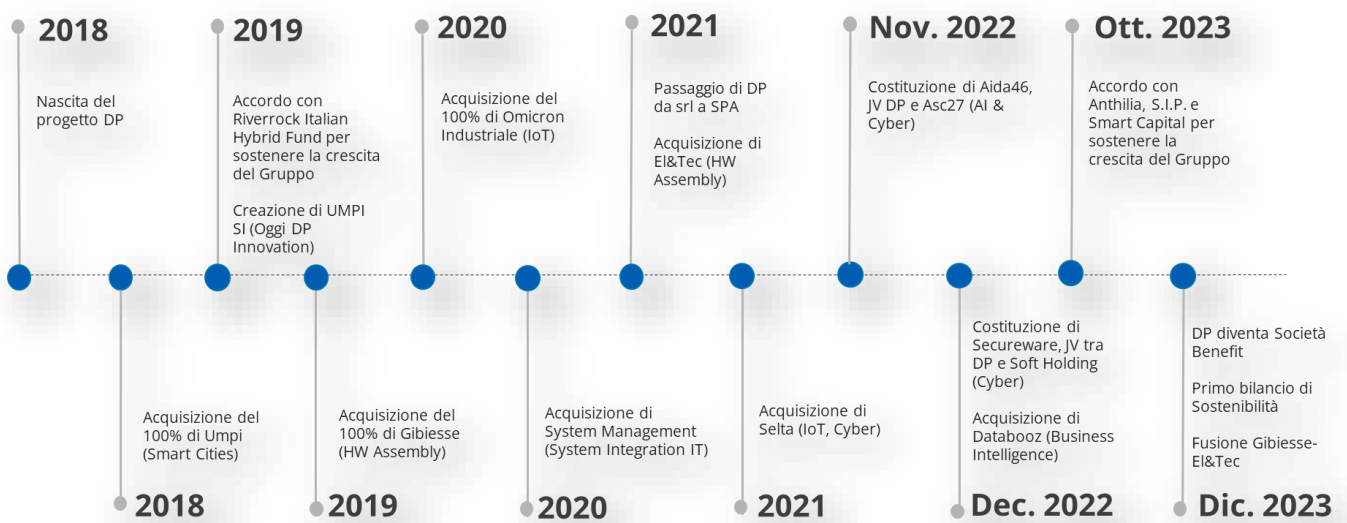 2018
Nascita del
progetto DP
2018
Acquisizione del
100% di Umpi
(Smart Cities)
2019
Accordo con
Riverrock Italian
Hybrid Fund per
sostenere la crescita
del Gruppo
Creazione di UMPI
SI (Oggi DP
Innovation)
2019
Acquisizione del
100% di Gibiesse
(HW Assembly)
2020
Acquisizione del
100% di Omicron
Industriale (IoT)
2020
Acquisizione di
System Management
(System Integration IT)
2021
Passaggio di DP
da srl a SPA
Acquisizione di
El&Tec (HW
Assembly)
2021
Acquisizione di
Selta (IoT, Cyber)
Nov. 2022
Costituzione di Aida46,
JV DP e Asc27 (AI &
Cyber)
Dec. 2022
Costituzione di
Secureware, JV tra
DP e Soft Holding
(Cyber)
Acquisizione di
Databooz (Business
Intelligence)
Ott. 2023
Accordo con
Anthilia, S.I.P. e
Smart Capital per
sostenere la
crescita del Gruppo
Dic. 2023
DP diventa Società
Benefit
Primo bilancio di
Sostenibilità
Fusione Gibiesse-
El&Tec